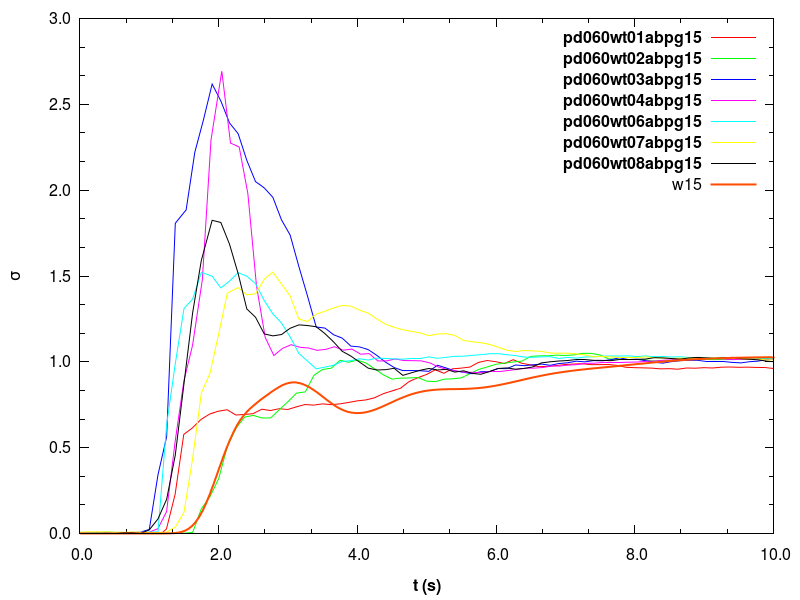 3.0
2.5
2.0
1.5
1.0
0.5
0.0
σ
pd060wt01abpg15
pd060wt02abpg15
pd060wt03abpg15
pd060wt04abpg15
pd060wt06abpg15
pd060wt07abpg15
pd060wt08abpg15
w15
0.0 2.0 4.0 6.0 8.0 10.0
t (s)